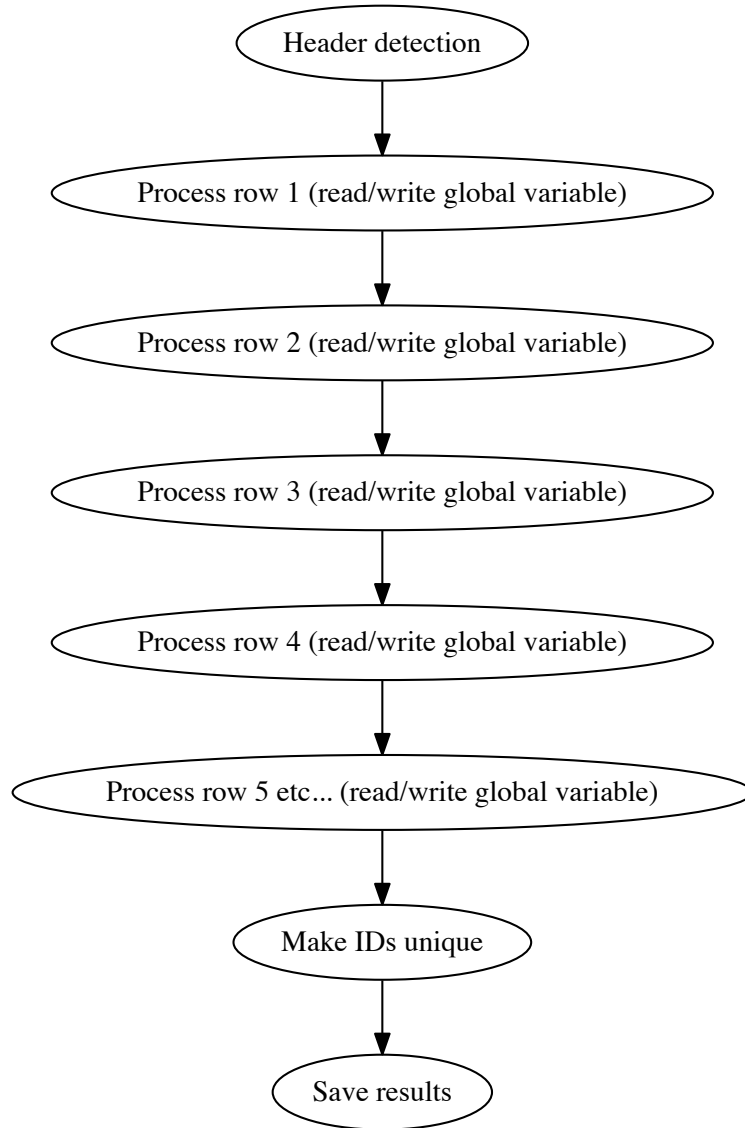 Header detection
Process row 1 (read/write global variable)
Process row 2 (read/write global variable)
Process row 3 (read/write global variable)
Process row 4 (read/write global variable)
Process row 5 etc... (read/write global variable)
Make IDs unique
Save results